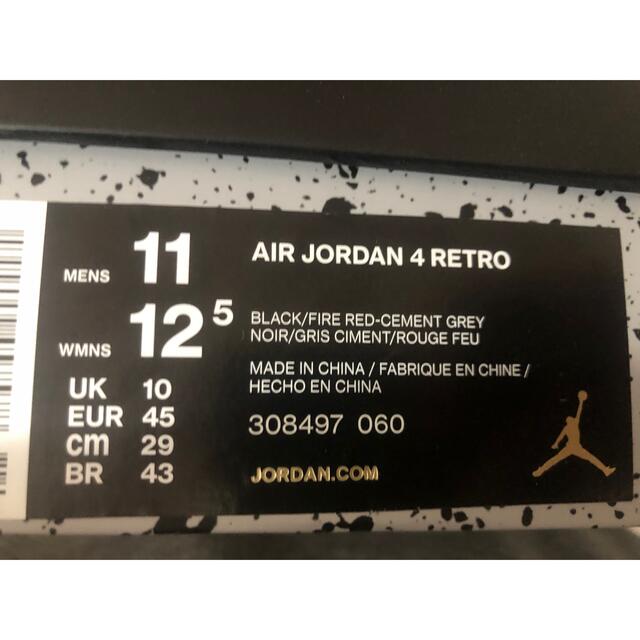 MENS 11
WMNS 12 5
UK 10
EUR 45
cm 29
BR 43
AIR JORDAN 4 RETRO
BLACK/FIRE RED-CEMENT GREY
NOIR/GRIS CIMENT/ROUGE FEU
MADE IN CHINA / FABRIQUE EN CHINE /
HECHO EN CHINA
308497 060
JORDAN.COM